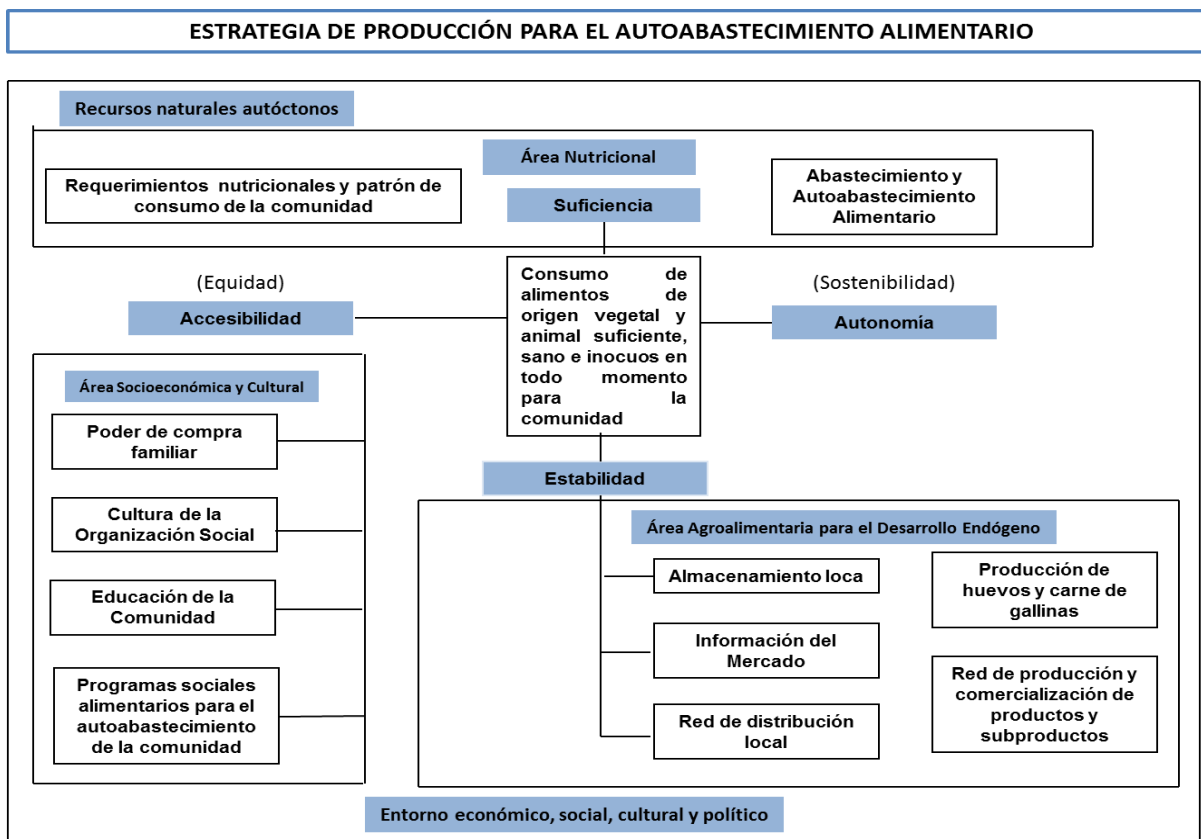 ESTRATEGIA DE PRODUCCIÓN PARA EL AUTOABASTECIMIENTO ALIMENTARIO
Recursos naturales autóctonos
Área Nutricional
Requerimientos nutricionales y patrón de
consumo de la comunidad
Suficiencia
Abastecimiento y
Autoabastecimiento
Alimentario
(Equidad)
Accesibilidad
Consumo de
alimentos de
origen vegetal y
animal suficiente,
sano e inocuos en
todo momento
para la
comunidad
(Sostenibilidad)
Autonomía
Área Socioeconómica y Cultural
Poder de compra
familiar
Cultura de la
Organización Social
Educación de la
Comunidad
Programas sociales
alimentarios para el
autoabastecimiento
de la comunidad
Estabilidad
Área Agroalimentaria para el Desarrollo Endógeno
Almacenamiento loca
Información del
Mercado
Red de distribución
local
Producción de
huevos y carne de
gallinas
Red de producción y
comercialización de
productos y
subproductos
Entorno económico, social, cultural y político